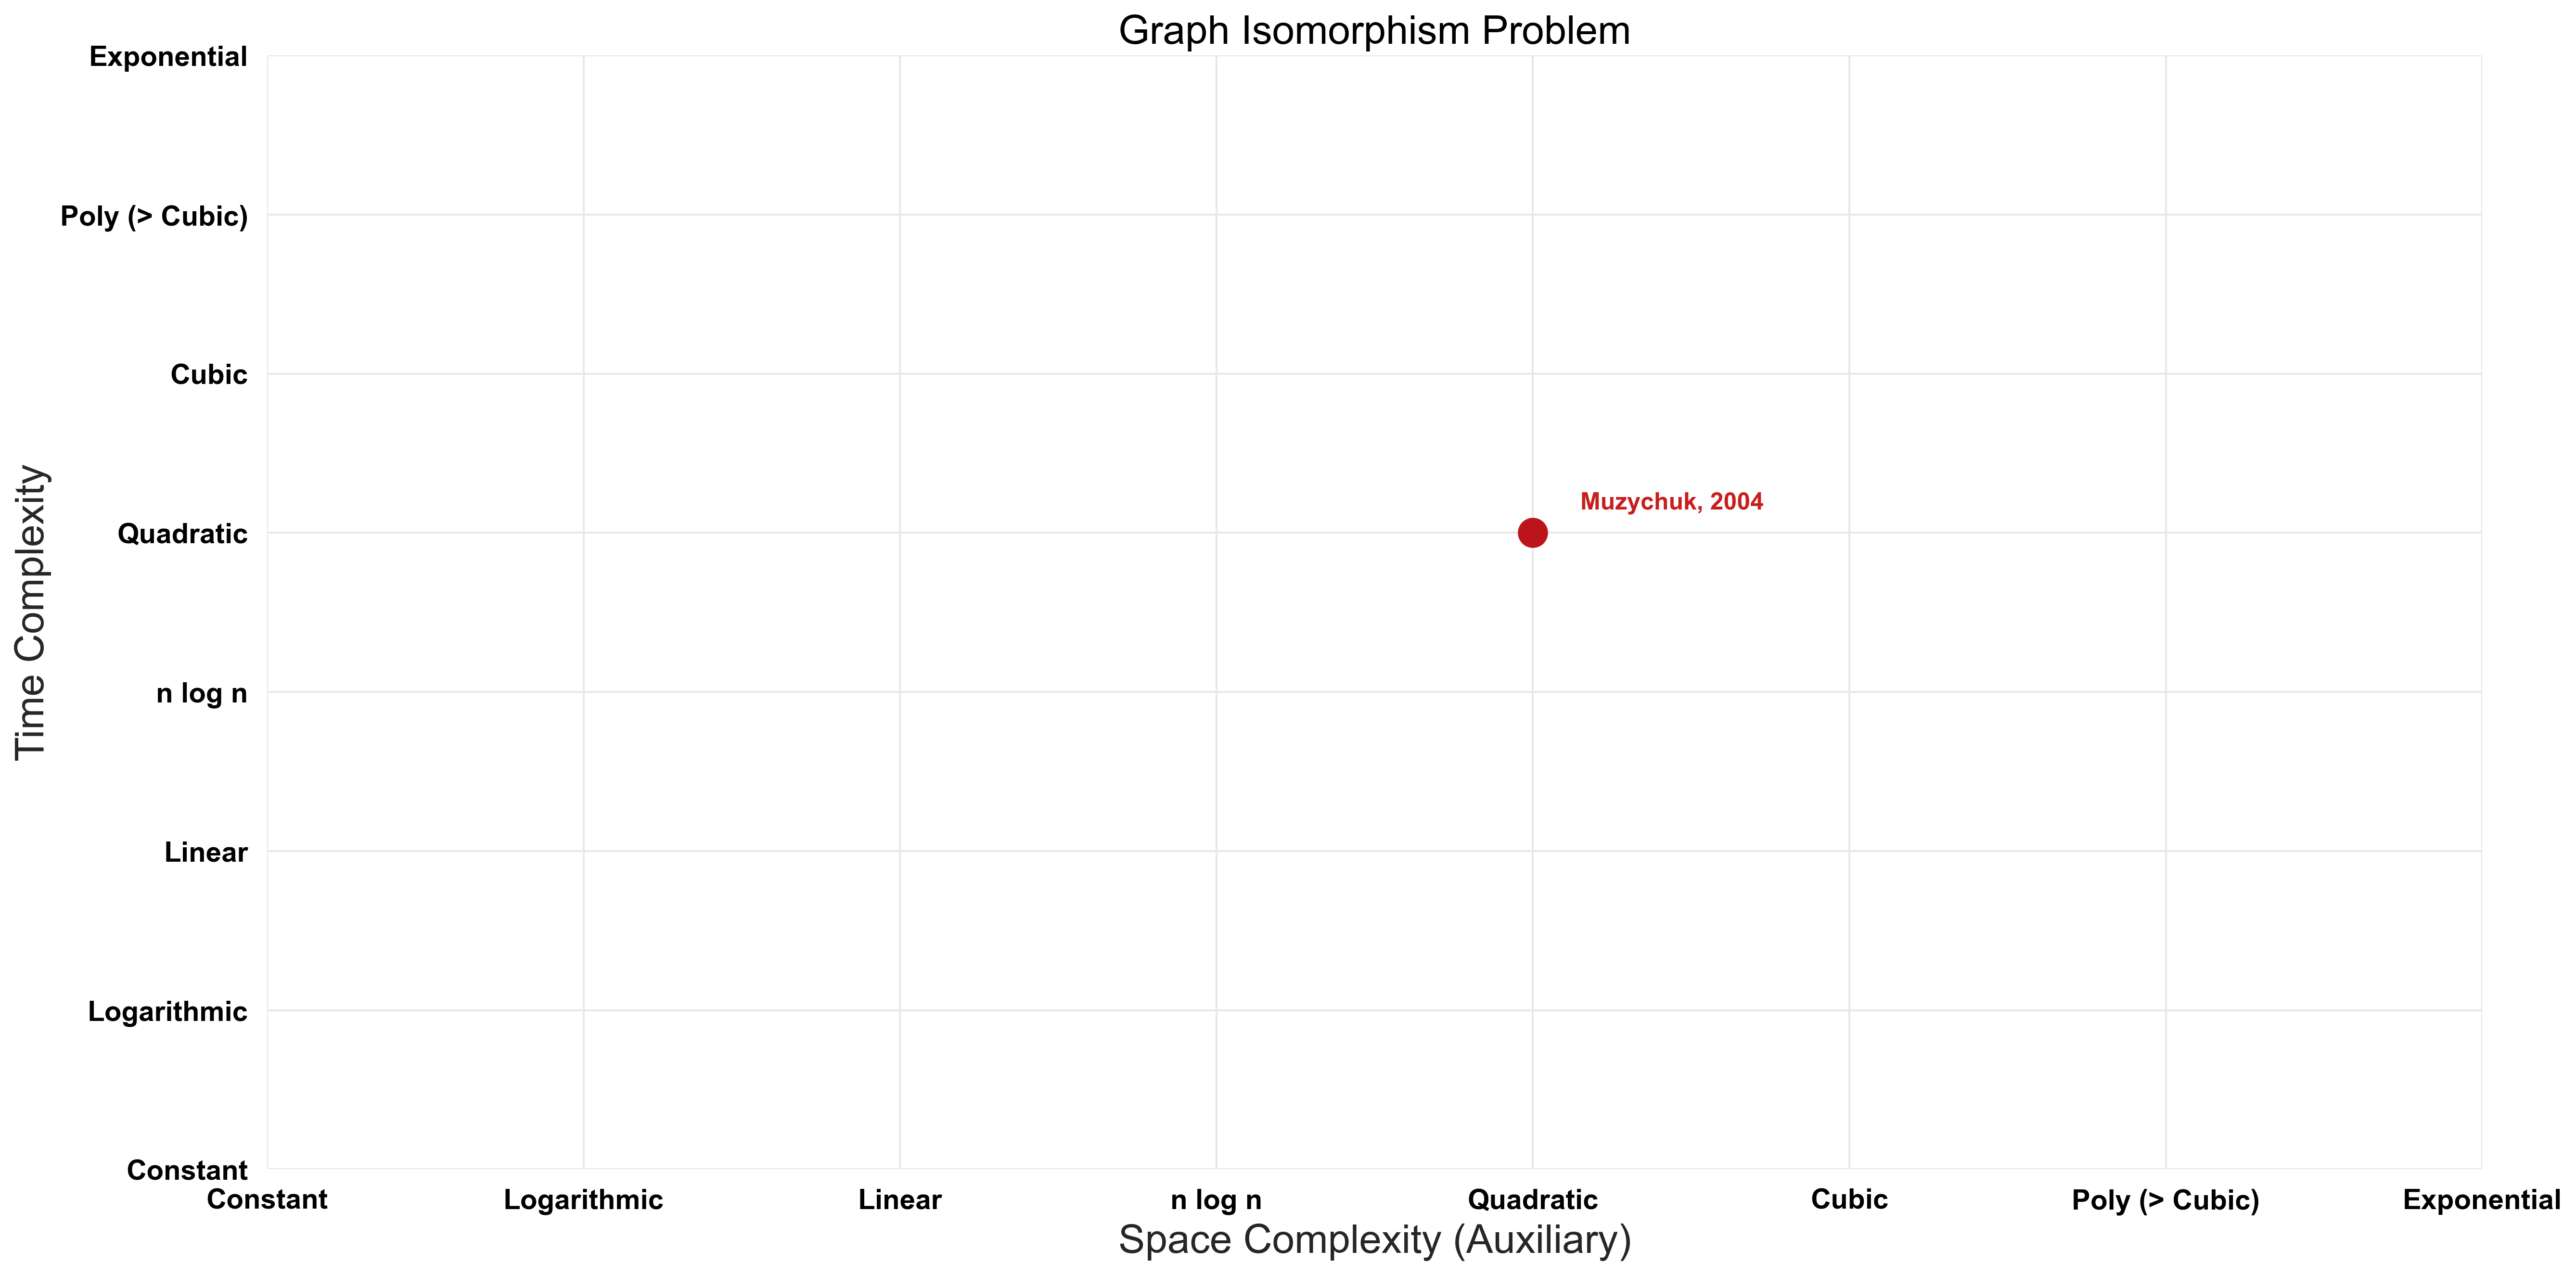 Graph Isomorphism Problem
Exponential
Poly (> Cubic)
Cubic
Quadratic
n log n
Linear
Logarithmic
Constant
Time Complexity
Muzychuk, 2004
Constant
Logarithmic
Linear
n log n
Quadratic
Cubic
Poly (> Cubic)
Exponential
Space Complexity (Auxiliary)